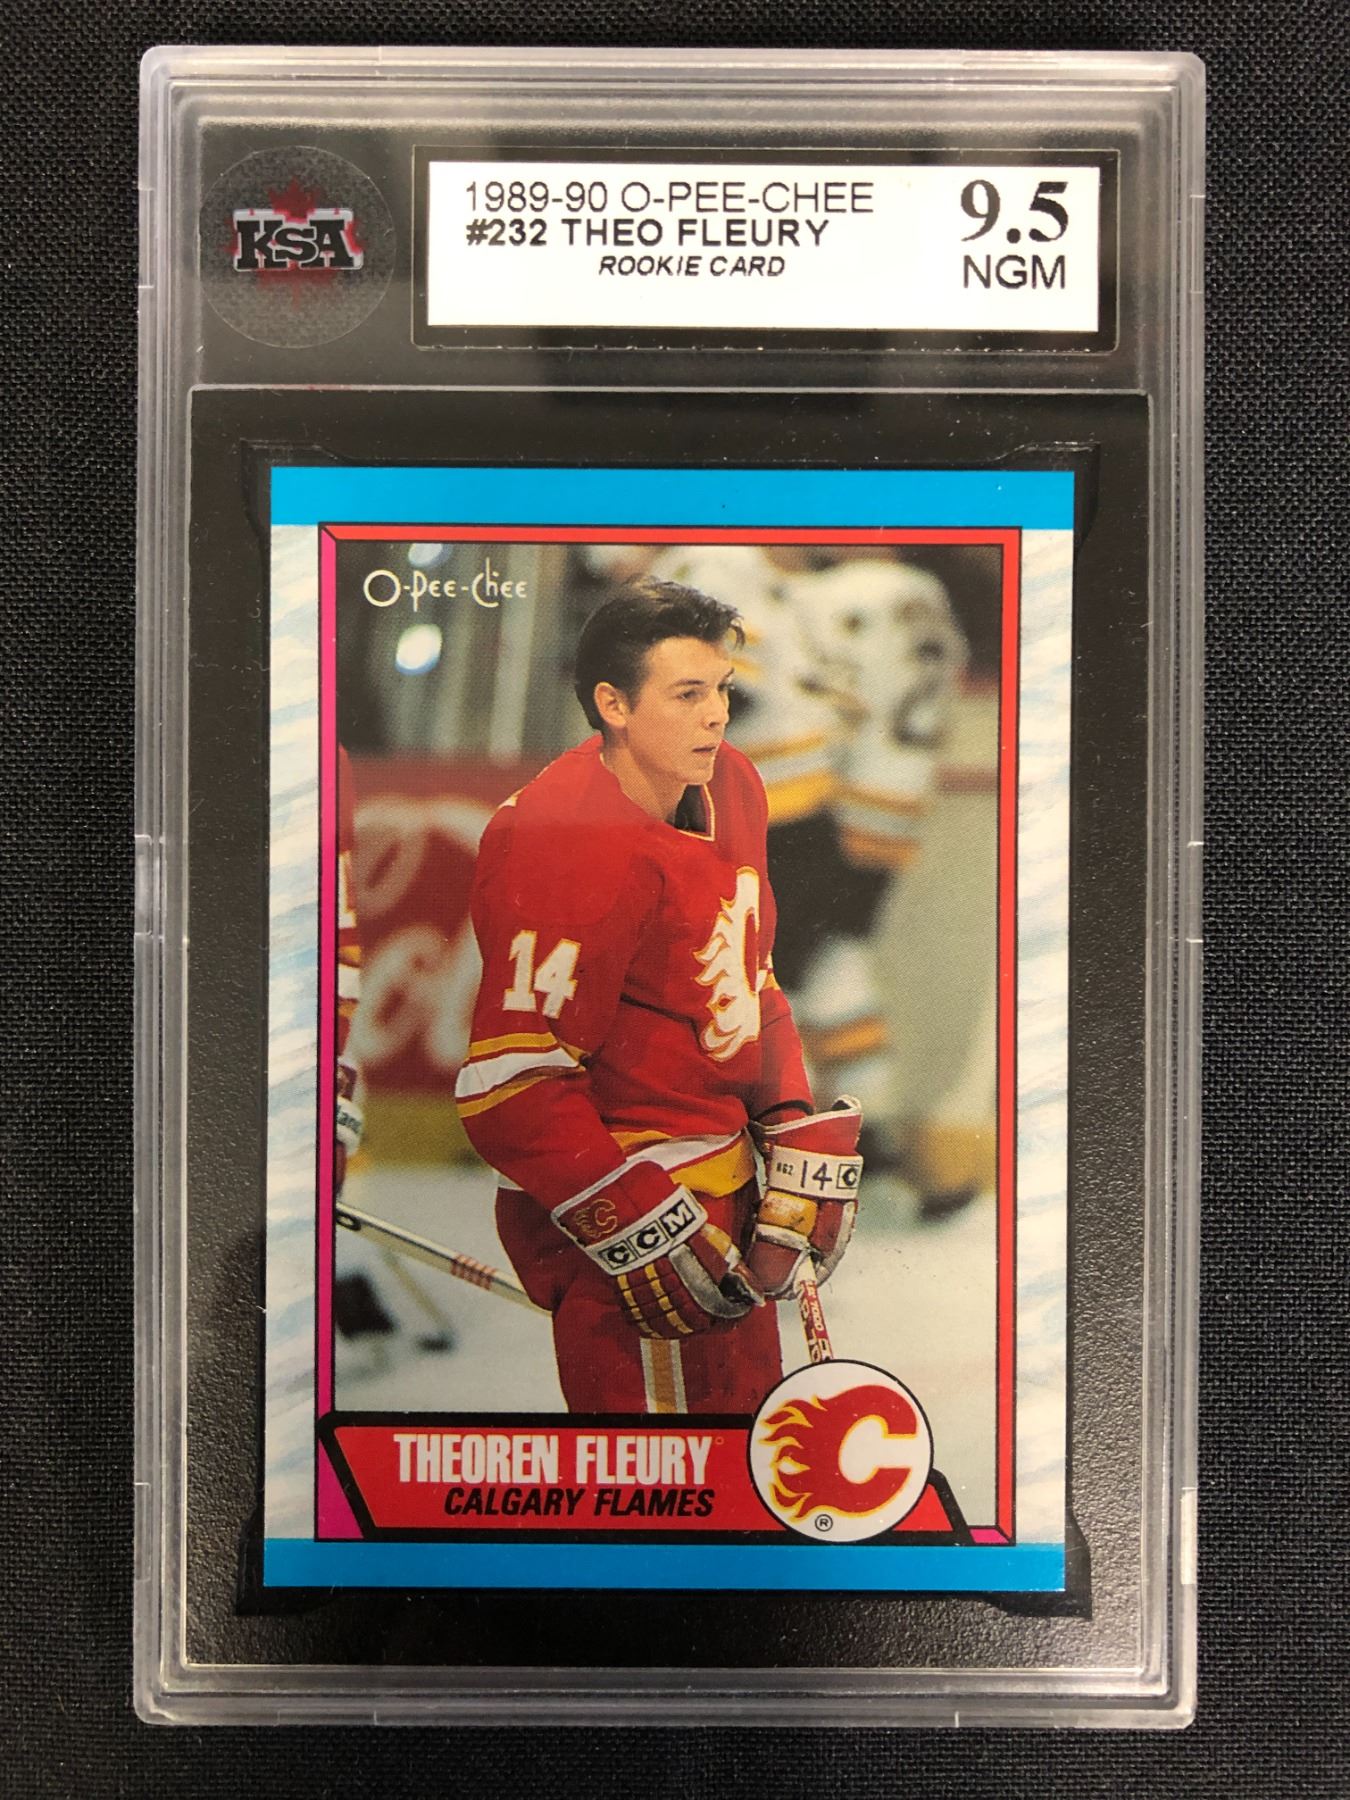 KSA
1989-90 O-PEE-CHEE
#232 THEO FLEURY
ROOKIE CARD
9.5
NGM
O-Pee-Chee
14
14 C
CCM
THEOREN FLEURY
CALGARY FLAMES
C
®